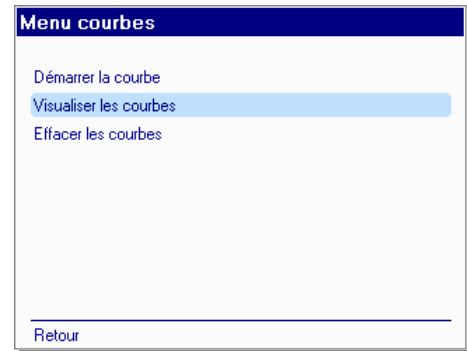 Menu courbes
Démarrer la courbe
Visualiser les courbes
Effacer les courbes
Retour